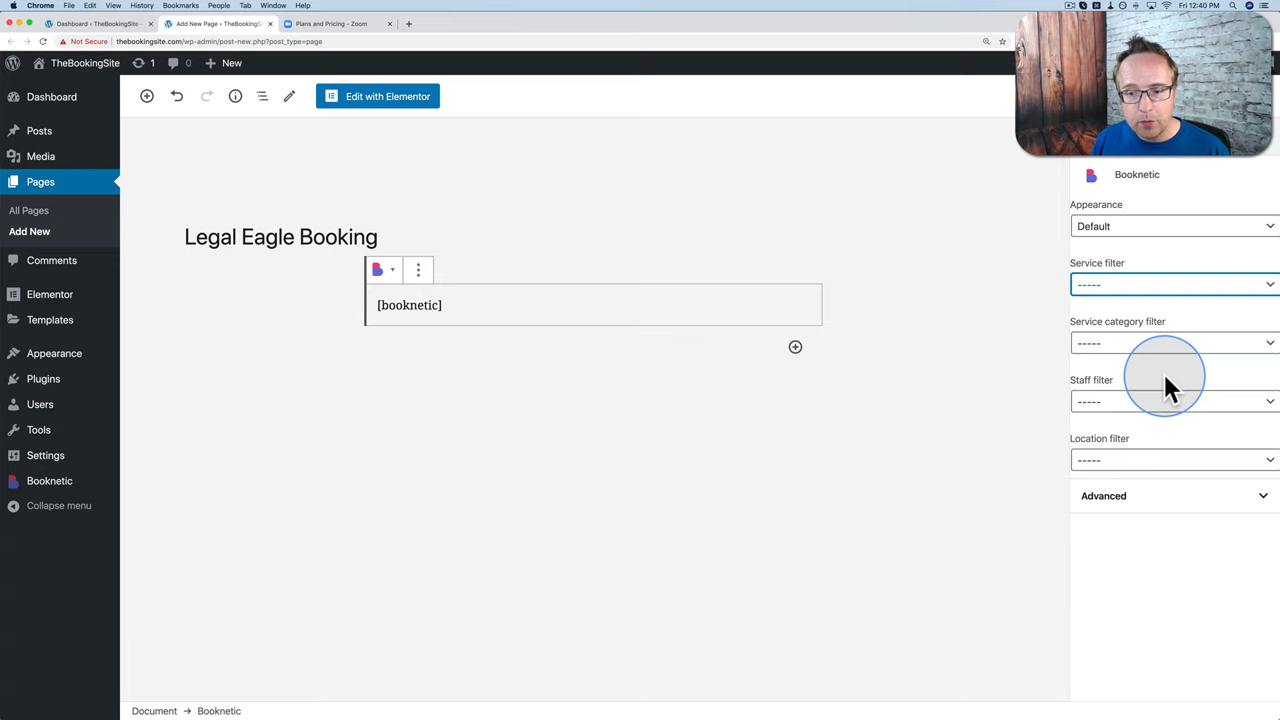 Chrome File Edit View History Bookmarks People Tab Window Help
Fri 12:40 PM
Dashboard ‹ TheBookingSite -
Add New Page ‹ TheBookingSi
Plans and Pricing - Zoom
Not Secure thebookingsite.com/wp-admin/post-new.php?post_type=page
TheBookingSite 1 0 New
Dashboard
Posts
Media
Pages
All Pages
Add New
Comments
Elementor
Templates
Appearance
Plugins
Users
Tools
Settings
Booknetic
Collapse menu
Edit with Elementor
Legal Eagle Booking
[booknetic]
Booknetic
Appearance
Default
Service filter
-----
Service category filter
-----
Staff filter
-----
Location filter
-----
Advanced
Document → Booknetic